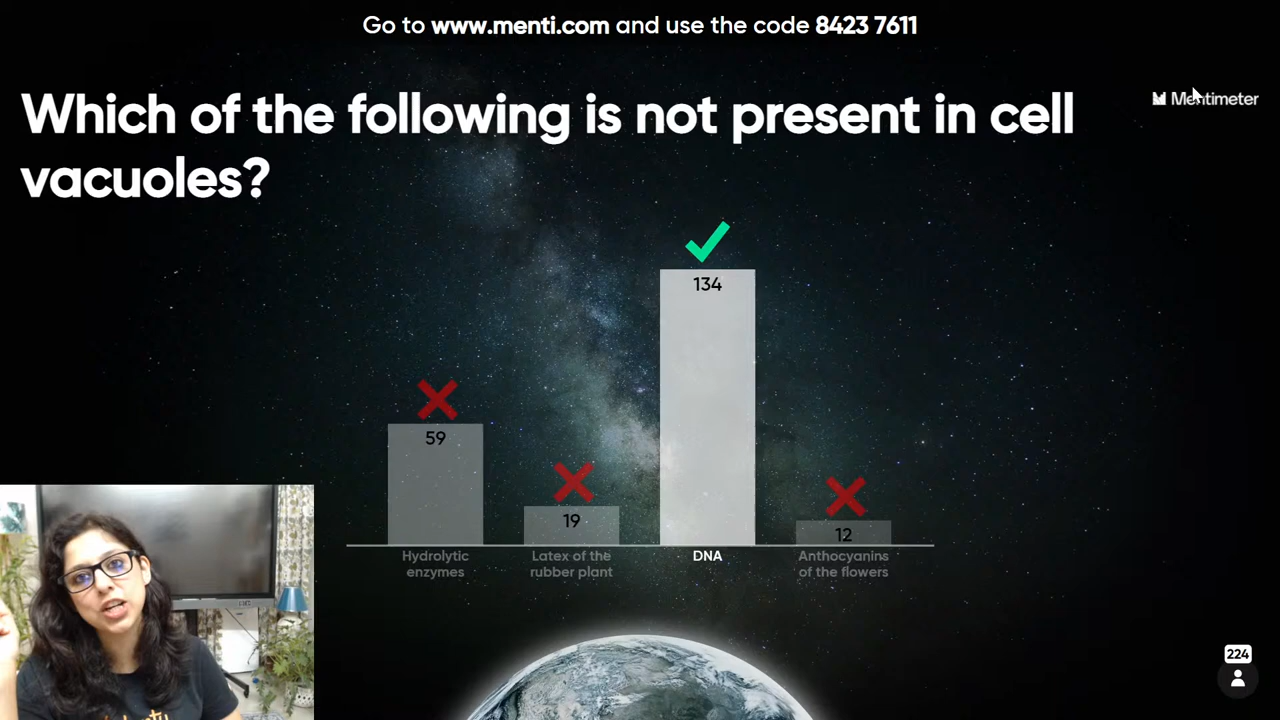 Go to www.menti.com and use the code 8423 7611
Mentimeter
Which of the following is not present in cell
vacuoles?
134
59
19
12
Hydrolytic
enzymes
Latex of the
rubber plant
DNA
Anthocyanins
of the flowers
224